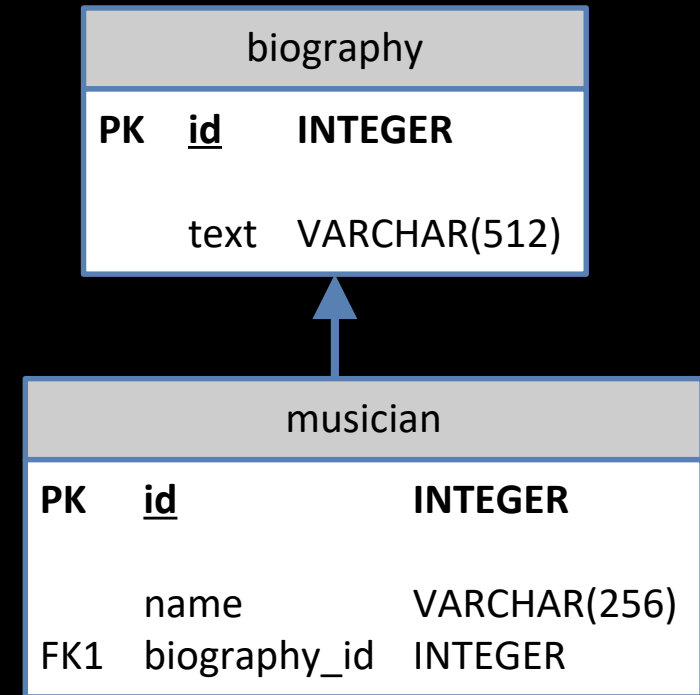 biography
PK id INTEGER
text VARCHAR(512)
musician
PK id INTEGER
name VARCHAR(256)
FK1 biography_id INTEGER